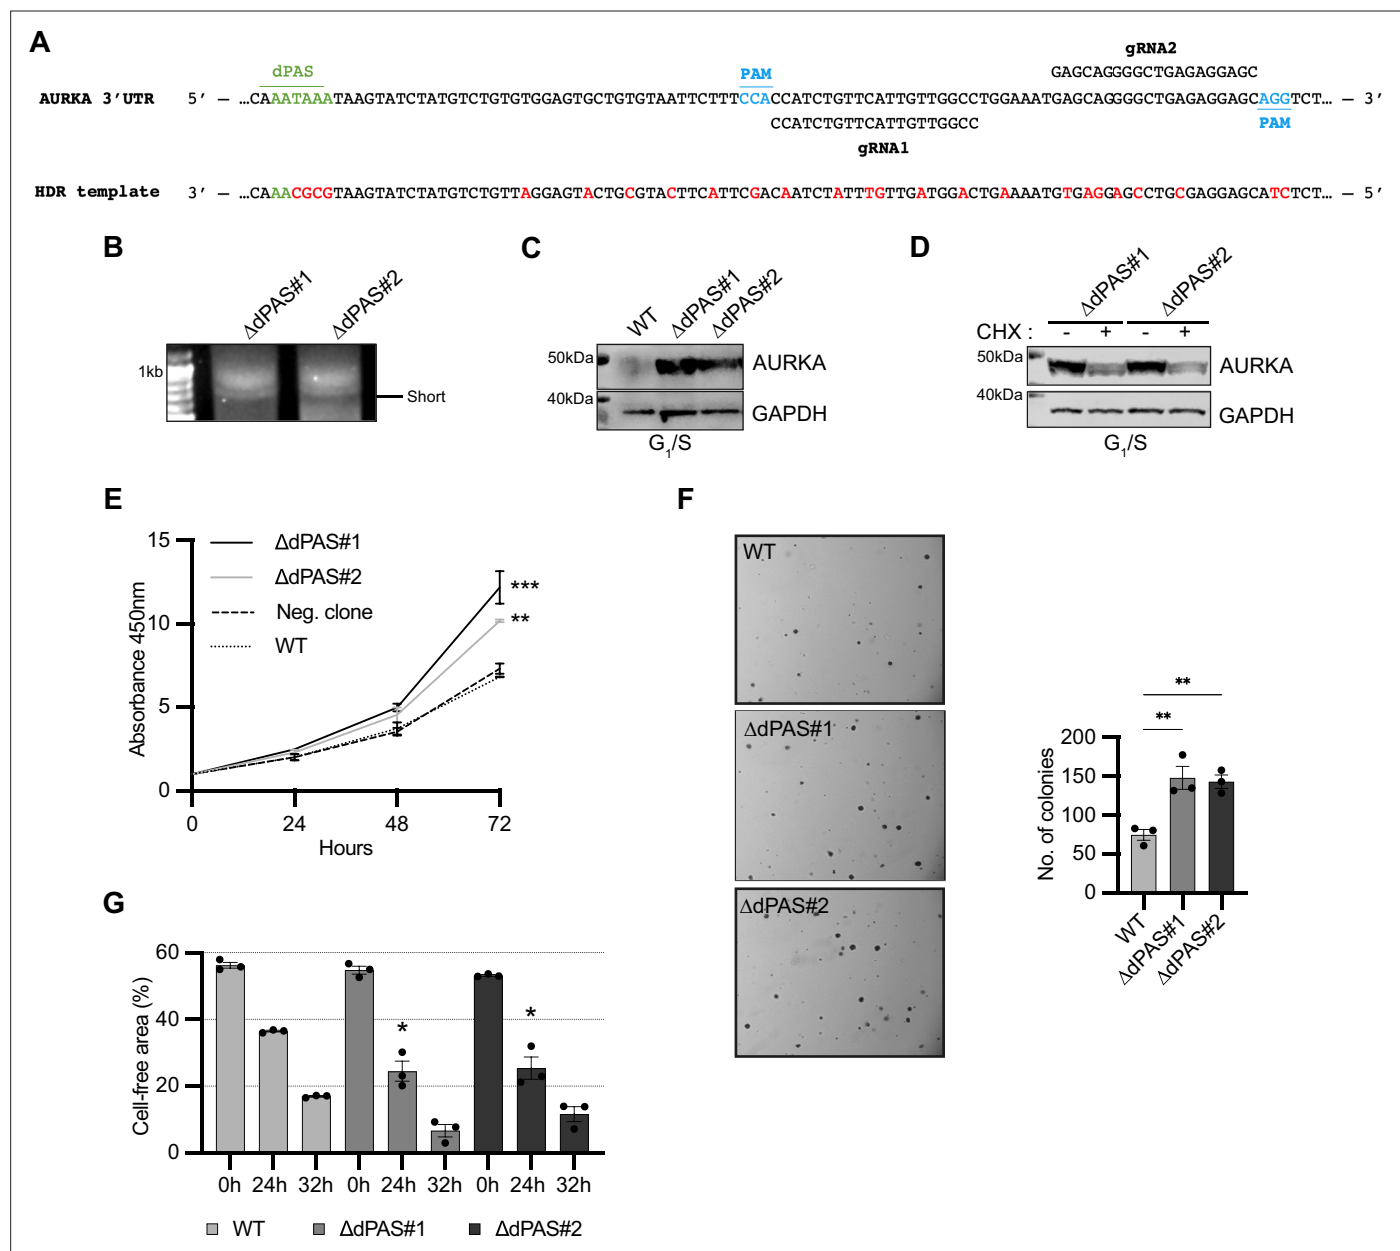 A
gRNA2
dPAS
PAM
GAGCAGGGGCTGAGAGGAGC
AURKA 3'UTR 5' – …CAAATAAATAAGTATCTATGTCTGTGTGGAGTGCTGTGTAATTCTTTCCACCATCTGTTCATTGTTGGCCTGGAAATGAGCAGGGGCTGAGAGGAGCAGGTCT… – 3'
CCATCTGTTCATTGTTGGCC
PAM
gRNA1
HDR template 3' – …CAAACGCGTAAGTATCTATGTCTGTTAGGAGTACTGCGTACTTCATTCGACAATCTATTTGTTGATGGACTGAAAATGTGAGGAGCCTGCGAGGAGCATCTCT… – 5'
B
ΔdPAS#1
ΔdPAS#2
1kb
Short
C
WT
ΔdPAS#1
ΔdPAS#2
50kDa
AURKA
40kDa
GAPDH
G1/S
D
ΔdPAS#1
ΔdPAS#2
CHX : - + - +
50kDa
AURKA
40kDa
GAPDH
G1/S
E
Absorbance 450nm
15
10
5
0
0 24 48 72
Hours
ΔdPAS#1
ΔdPAS#2
Neg. clone
WT
***
**
F
WT
ΔdPAS#1
ΔdPAS#2
No. of colonies
200
150
100
50
0
**
**
WT
ΔdPAS#1
ΔdPAS#2
G
Cell-free area (%)
60
40
20
0
*
*
0h 24h 32h 0h 24h 32h 0h 24h 32h
WT ΔdPAS#1 ΔdPAS#2